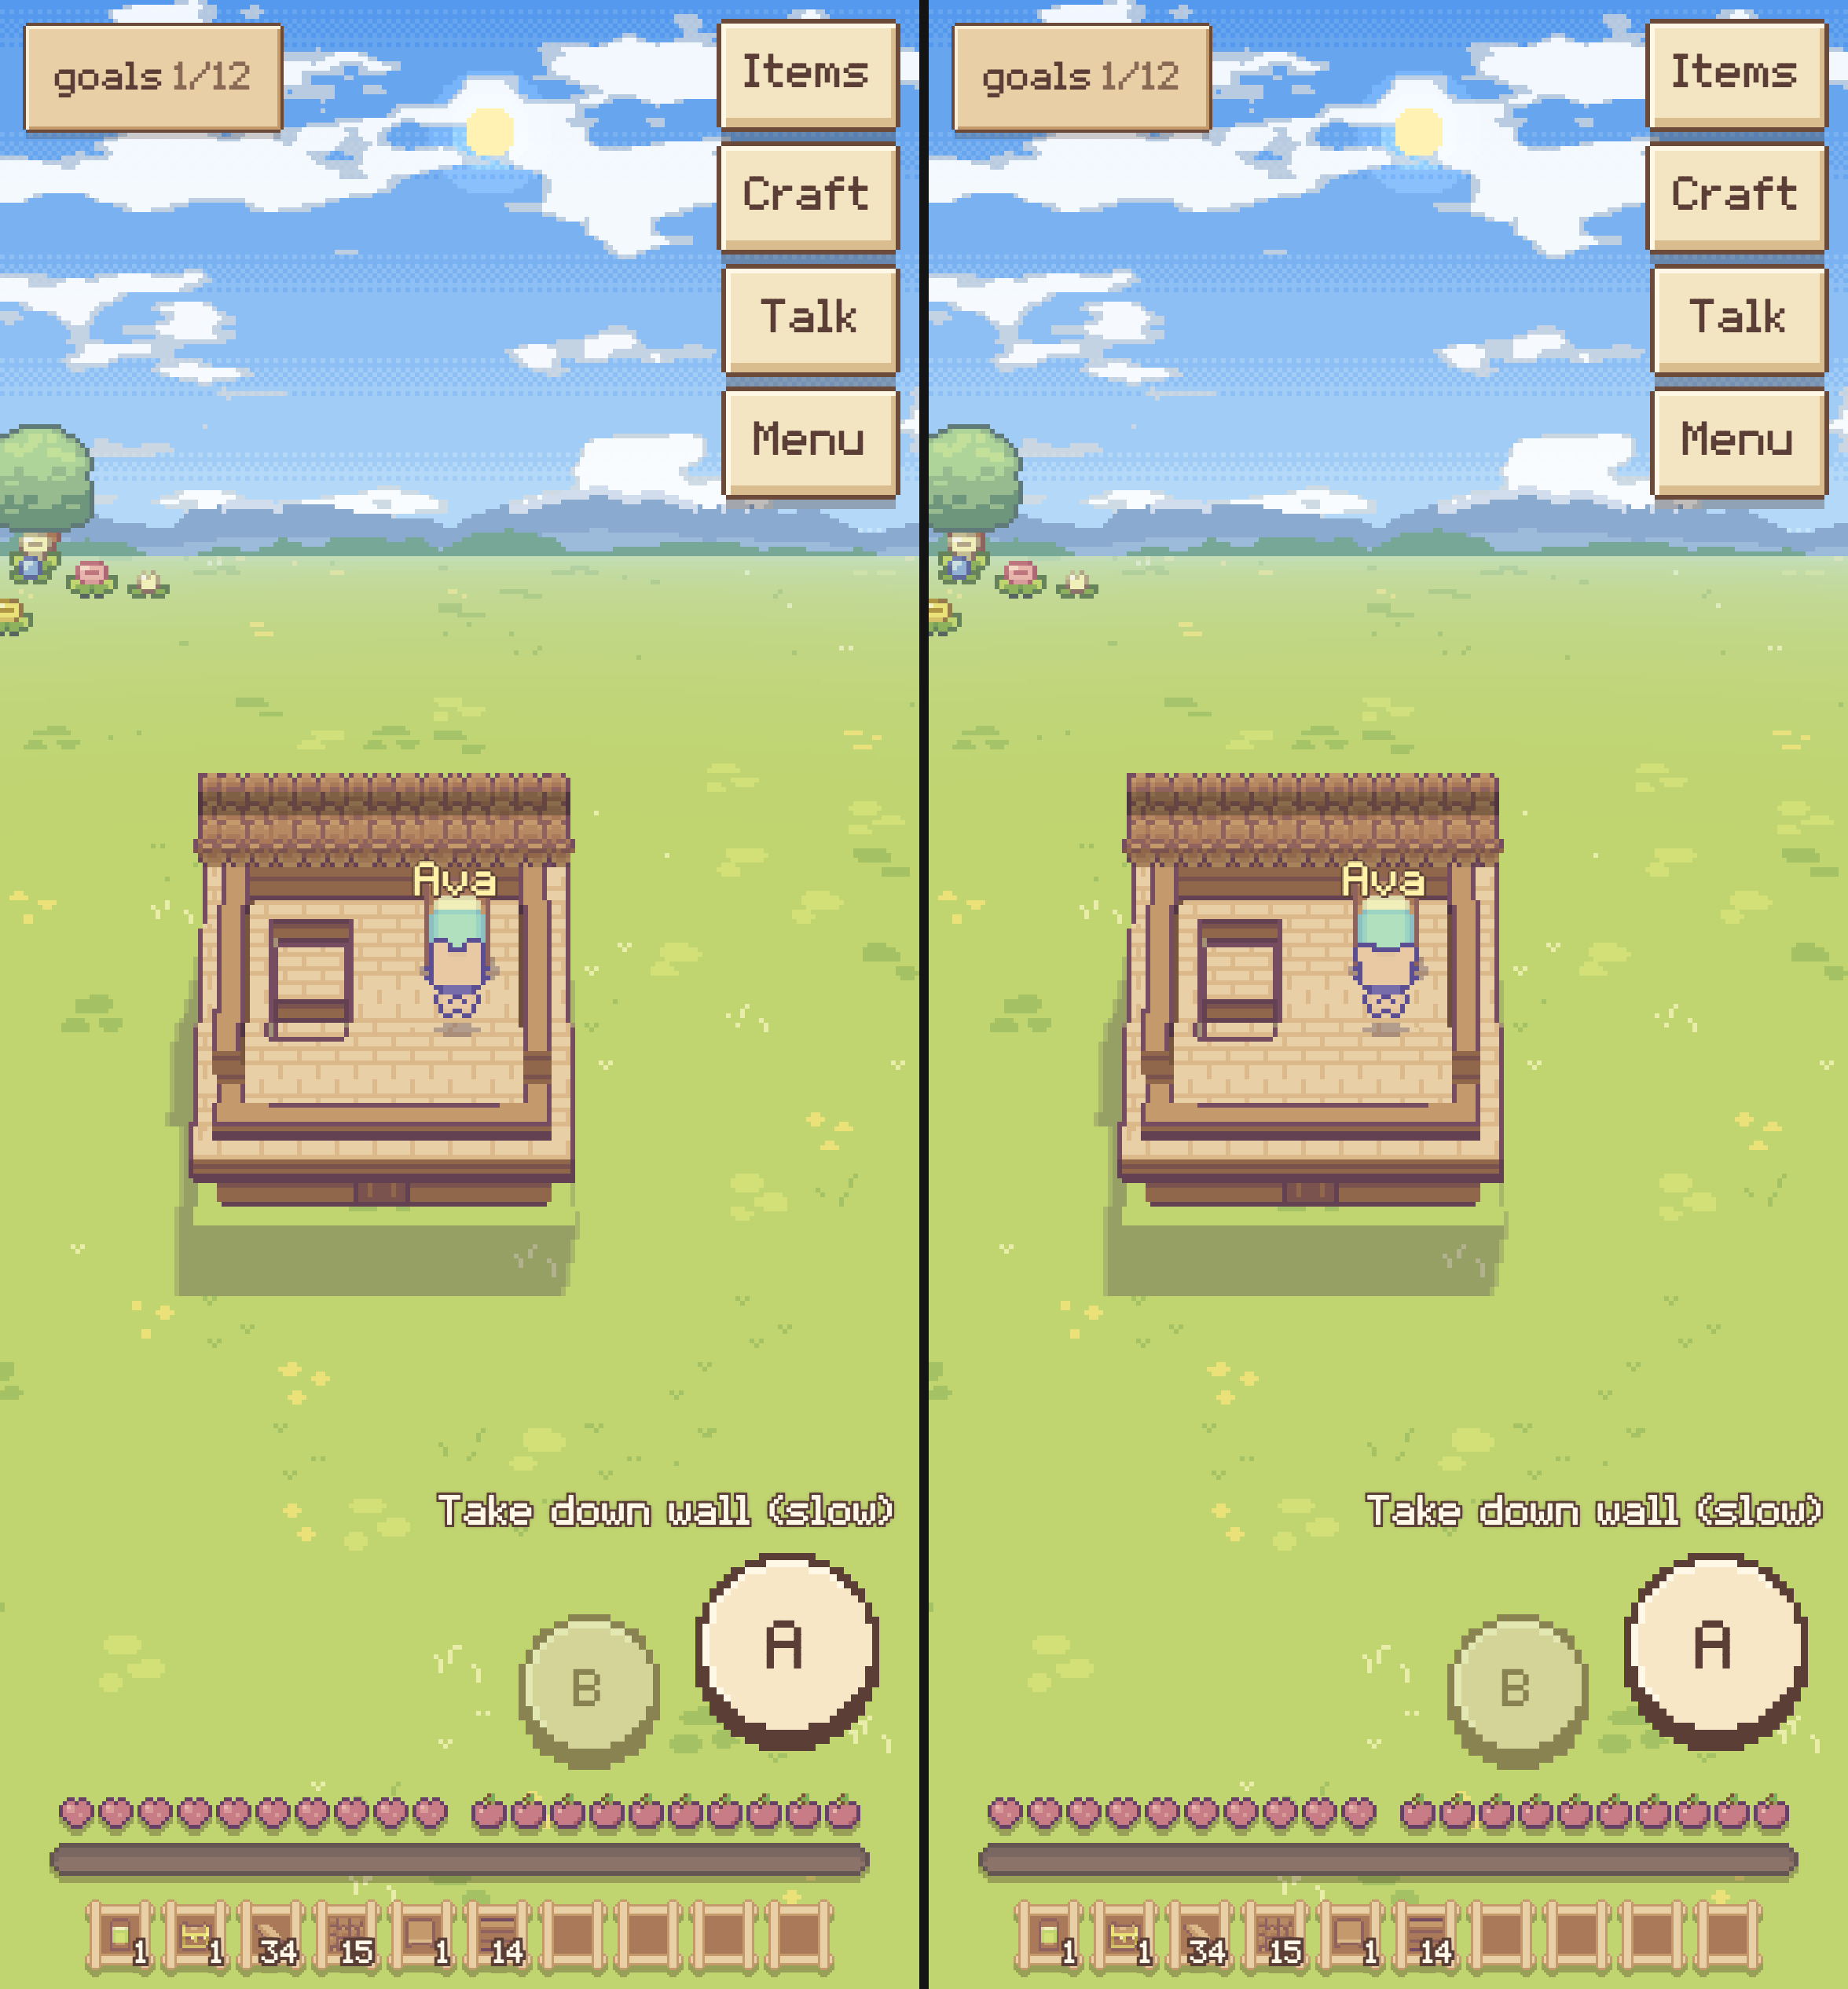 goals 1/12
Items
Craft
Talk
Menu
Ava
Take down wall (slow)
A
B
1 1 34 15 1 14
goals 1/12
Items
Craft
Talk
Menu
Ava
Take down wall (slow)
A
B
1 1 34 15 1 14